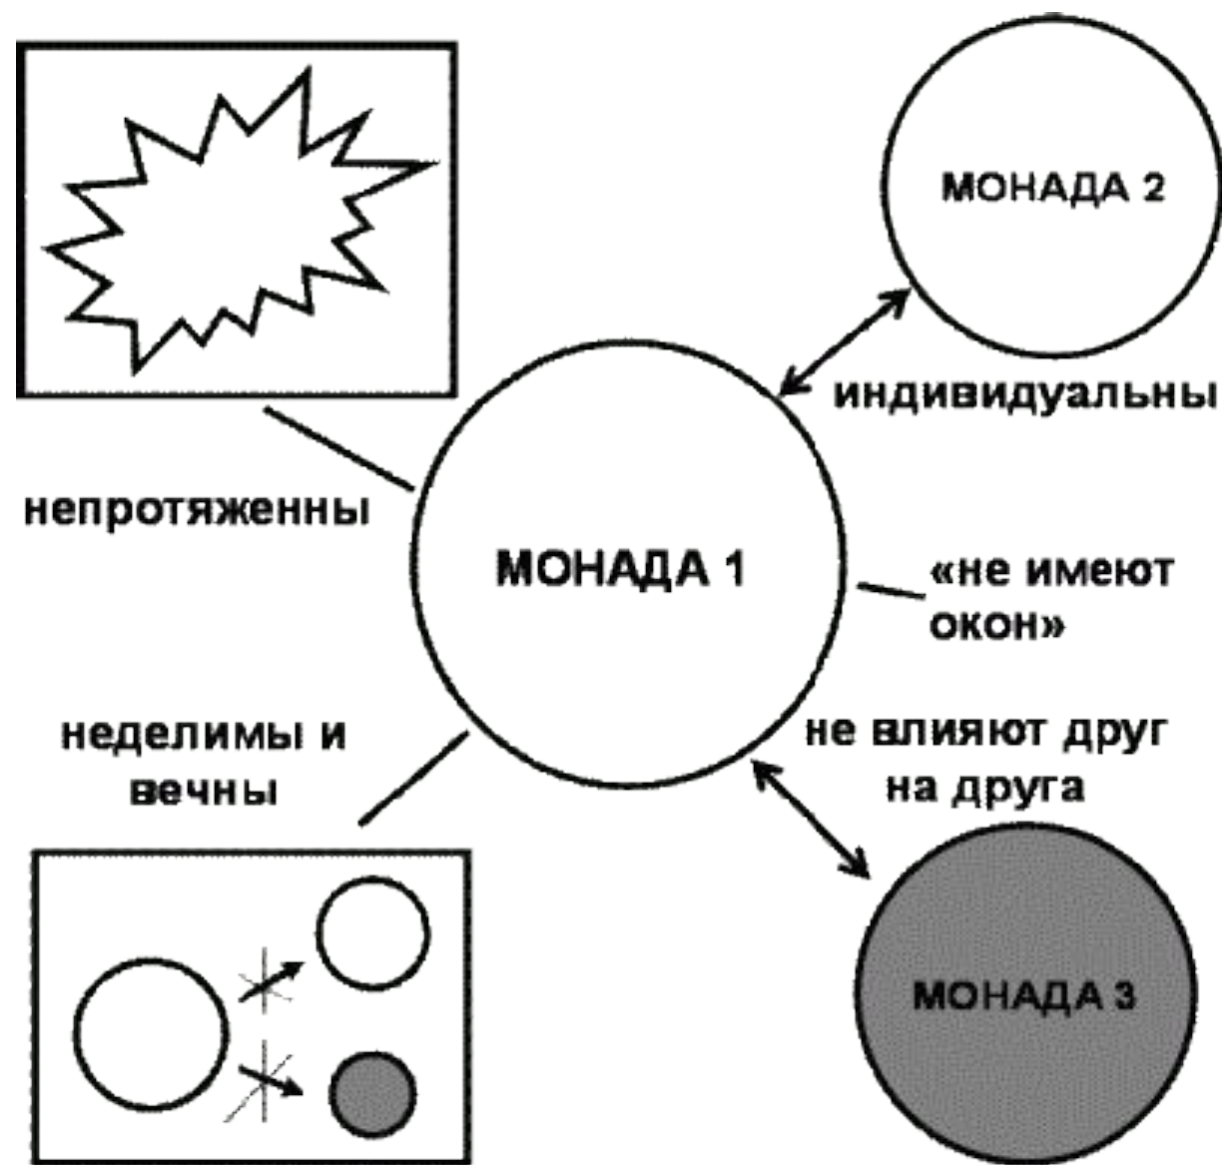 МОНАДА 2
индивидуальны
непротяженны
МОНАДА 1
«не имеют
окон»
неделимы и
вечны
не влияют друг
на друга
МОНАДА 3